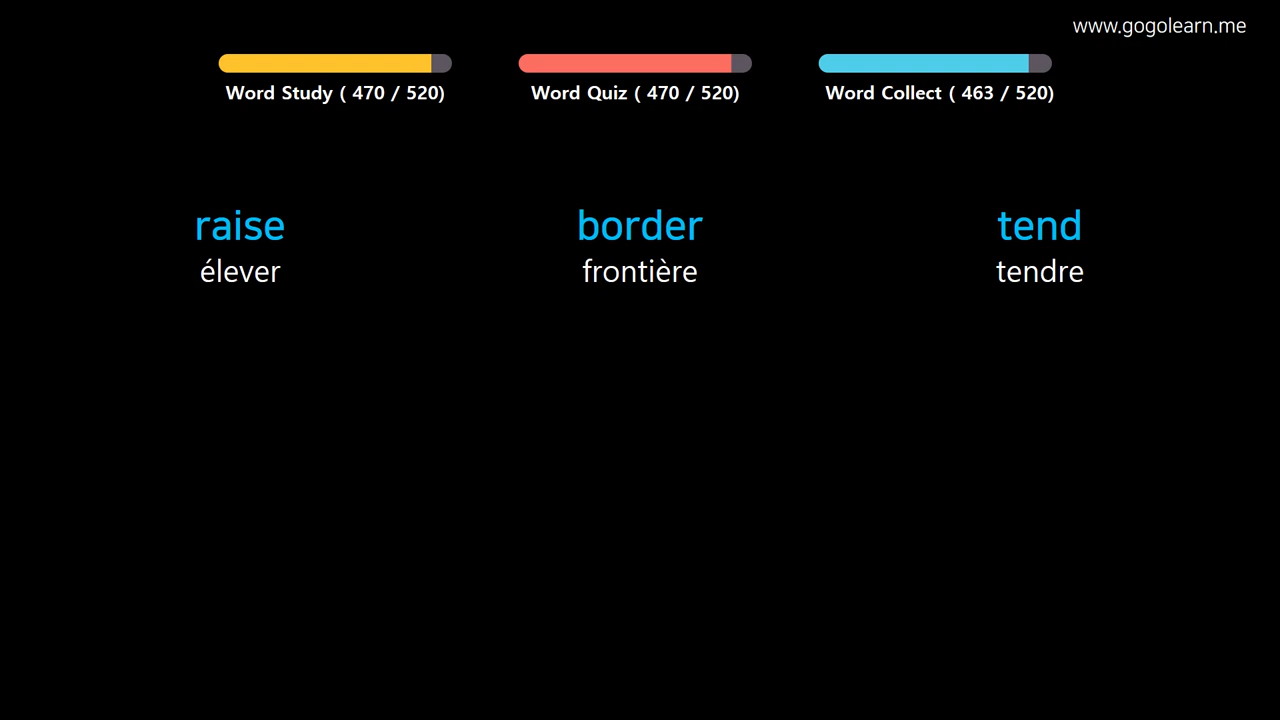 www.gogolearn.me
Word Study ( 470 / 520)
Word Quiz ( 470 / 520)
Word Collect ( 463 / 520)
raise
élever
border
frontière
tend
tendre